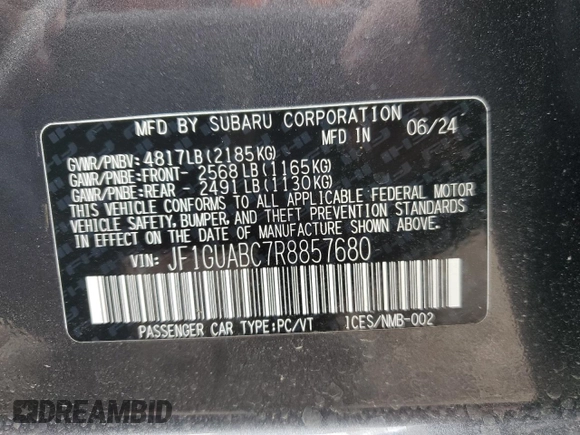 MFD BY SUBARU CORPORATION
MFD IN 06/24
GVWR/PNBV: 4817LB(2185KG)
GAWR/PNBE:FRONT- 2568LB(1165KG)
GAWR/PNBE:REAR - 2491LB(1130KG)
THIS VEHICLE CONFORMS TO ALL APPLICABLE FEDERAL MOTOR
VEHICLE SAFETY, BUMPER, AND THEFT PREVENTION STANDARDS
IN EFFECT ON THE DATE OF MANUFACTURE SHOWN ABOVE.
VIN: JF1GUABC7R8857680
PASSENGER CAR TYPE:PC/VT 1CES/NMB-002
DREAMBID